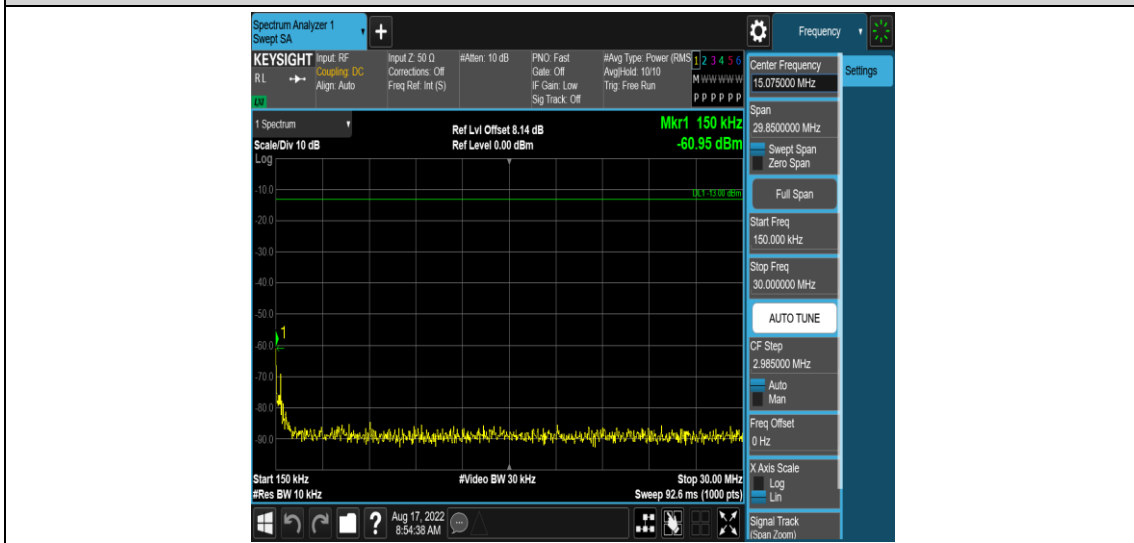 Spectrum Analyzer 1
Swept SA
+
Frequency
KEYSIGHT
RL
LXI
Input: RF
Coupling: DC
Align: Auto
Input Z: 50 Ω
Corrections: Off
Freq Ref: Int (S)
#Atten: 10 dB
PNO: Fast
Gate: Off
IF Gain: Low
Sig Track: Off
#Avg Type: Power (RMS
Avg|Hold: 10/10
Trig: Free Run
1 2 3 4 5 6
M W W W W W
P P P P P P
1 Spectrum
Scale/Div 10 dB
Log
Ref Lvl Offset 8.14 dB
Ref Level 0.00 dBm
Mkr1 150 kHz
-60.95 dBm
DL1 -13.00 dBm
-10.0
-20.0
-30.0
-40.0
-50.0
-60.0
-70.0
-80.0
-90.0
1
Start 150 kHz
#Res BW 10 kHz
#Video BW 30 kHz
Stop 30.00 MHz
Sweep 92.6 ms (1000 pts)
Center Frequency
15.075000 MHz
Settings
Span
29.8500000 MHz
Swept Span
Zero Span
Full Span
Start Freq
150.000 kHz
Stop Freq
30.000000 MHz
AUTO TUNE
CF Step
2.985000 MHz
Auto
Man
Freq Offset
0 Hz
X Axis Scale
Log
Lin
Signal Track
(Span Zoom)
?
Aug 17, 2022
8:54:38 AM